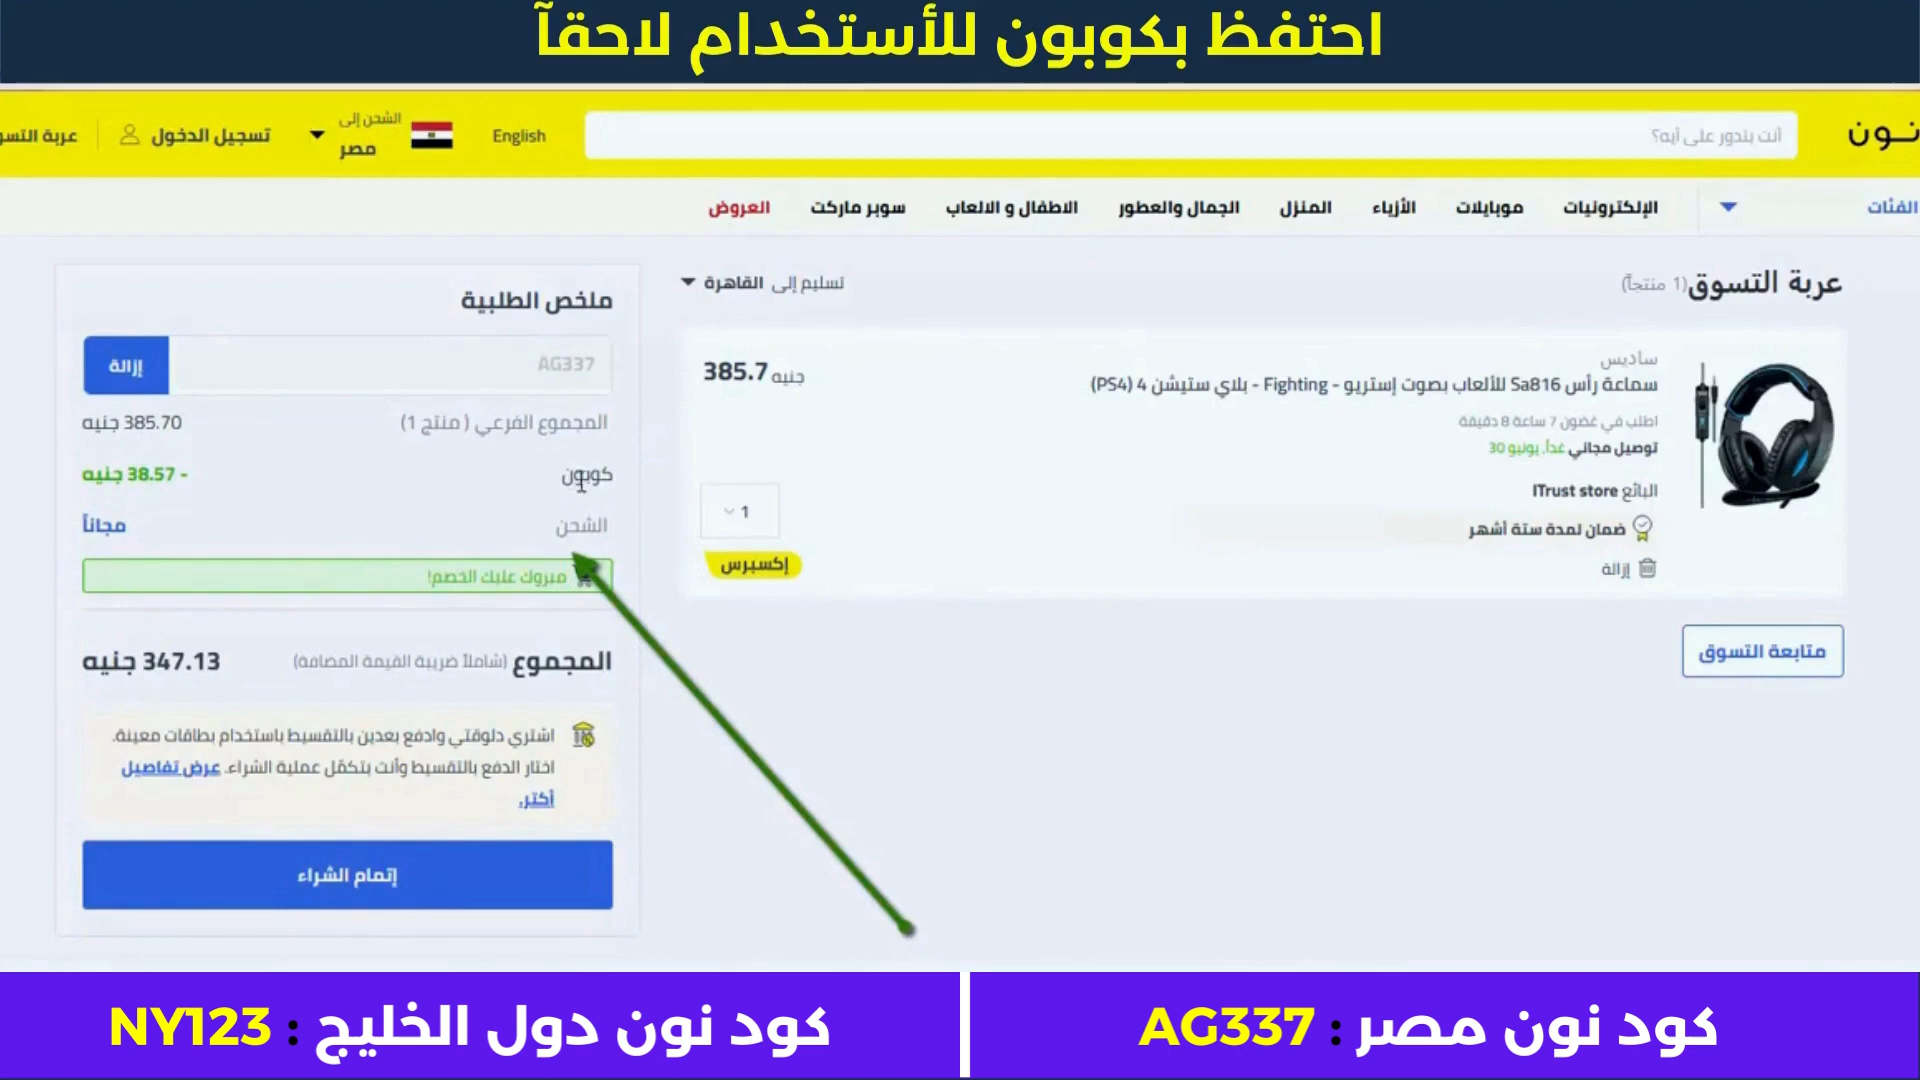 احتفظ بكوبون للأستخدام لاحقآ
نون
أنت بتدور على أيه؟
English
الشحن إلى
مصر
تسجيل الدخول
عربة التسو
الفئات
الإلكترونيات
موبايلات
الأزياء
المنزل
الجمال والعطور
الاطفال و الالعاب
سوبر ماركت
العروض
عربة التسوق (1 منتجاً)
تسليم إلى القاهرة
ساديس
سماعة رأس Sa816 للألعاب بصوت إستريو - Fighting - بلاي ستيشن 4 (PS4)
جنيه 385.7
اطلب في غضون 7 ساعة 8 دقيقة
توصيل مجاني غداً, يونيو 30
البائع ITrust store
ضمان لمدة ستة أشهر
إزالة
1
إكسبرس
متابعة التسوق
ملخص الطلبية
AG337
إزالة
المجموع الفرعي ( منتج 1)
385.70 جنيه
كوبون
- 38.57 جنيه
الشحن
مجاناً
مبروك عليك الخصم!
المجموع (شاملاً ضريبة القيمة المضافة)
347.13 جنيه
اشتري دلوقتي وادفع بعدين بالتقسيط باستخدام بطاقات معينة.
اختار الدفع بالتقسيط وأنت بتكمّل عملية الشراء. عرض تفاصيل
أكتر.
إتمام الشراء
كود نون مصر : AG337
كود نون دول الخليج : NY123